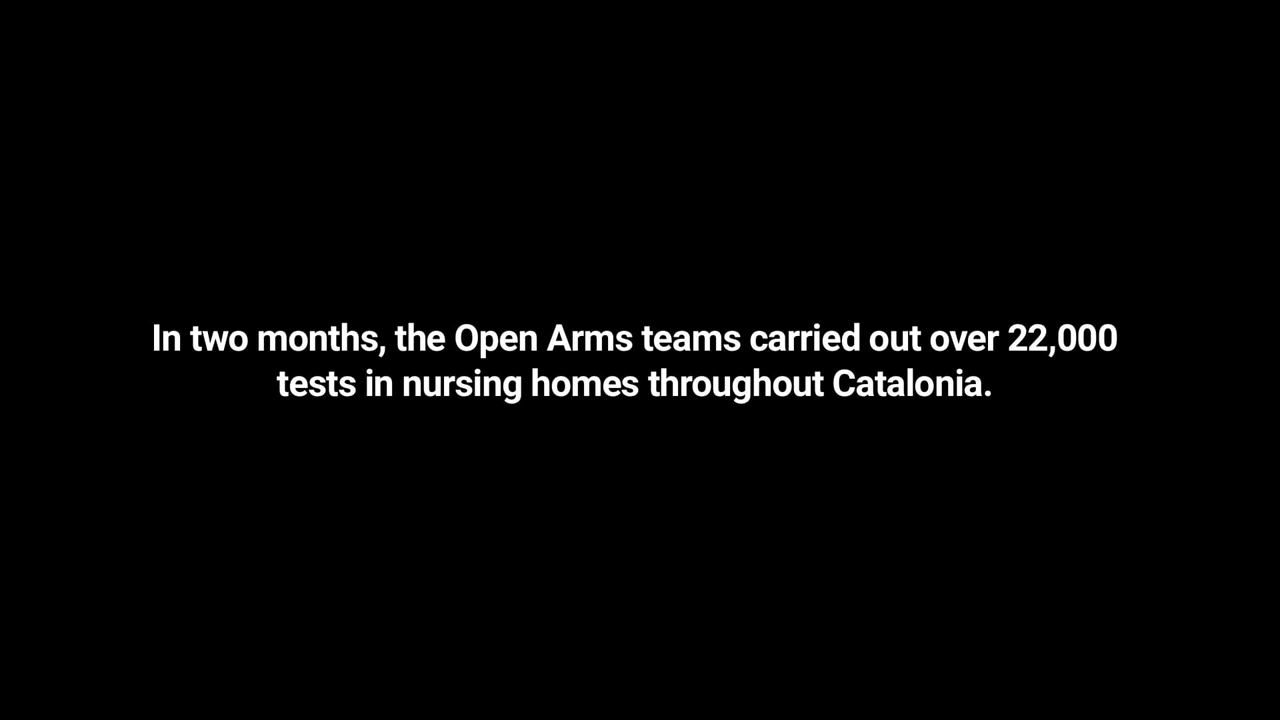 In two months, the Open Arms teams carried out over 22,000
tests in nursing homes throughout Catalonia.